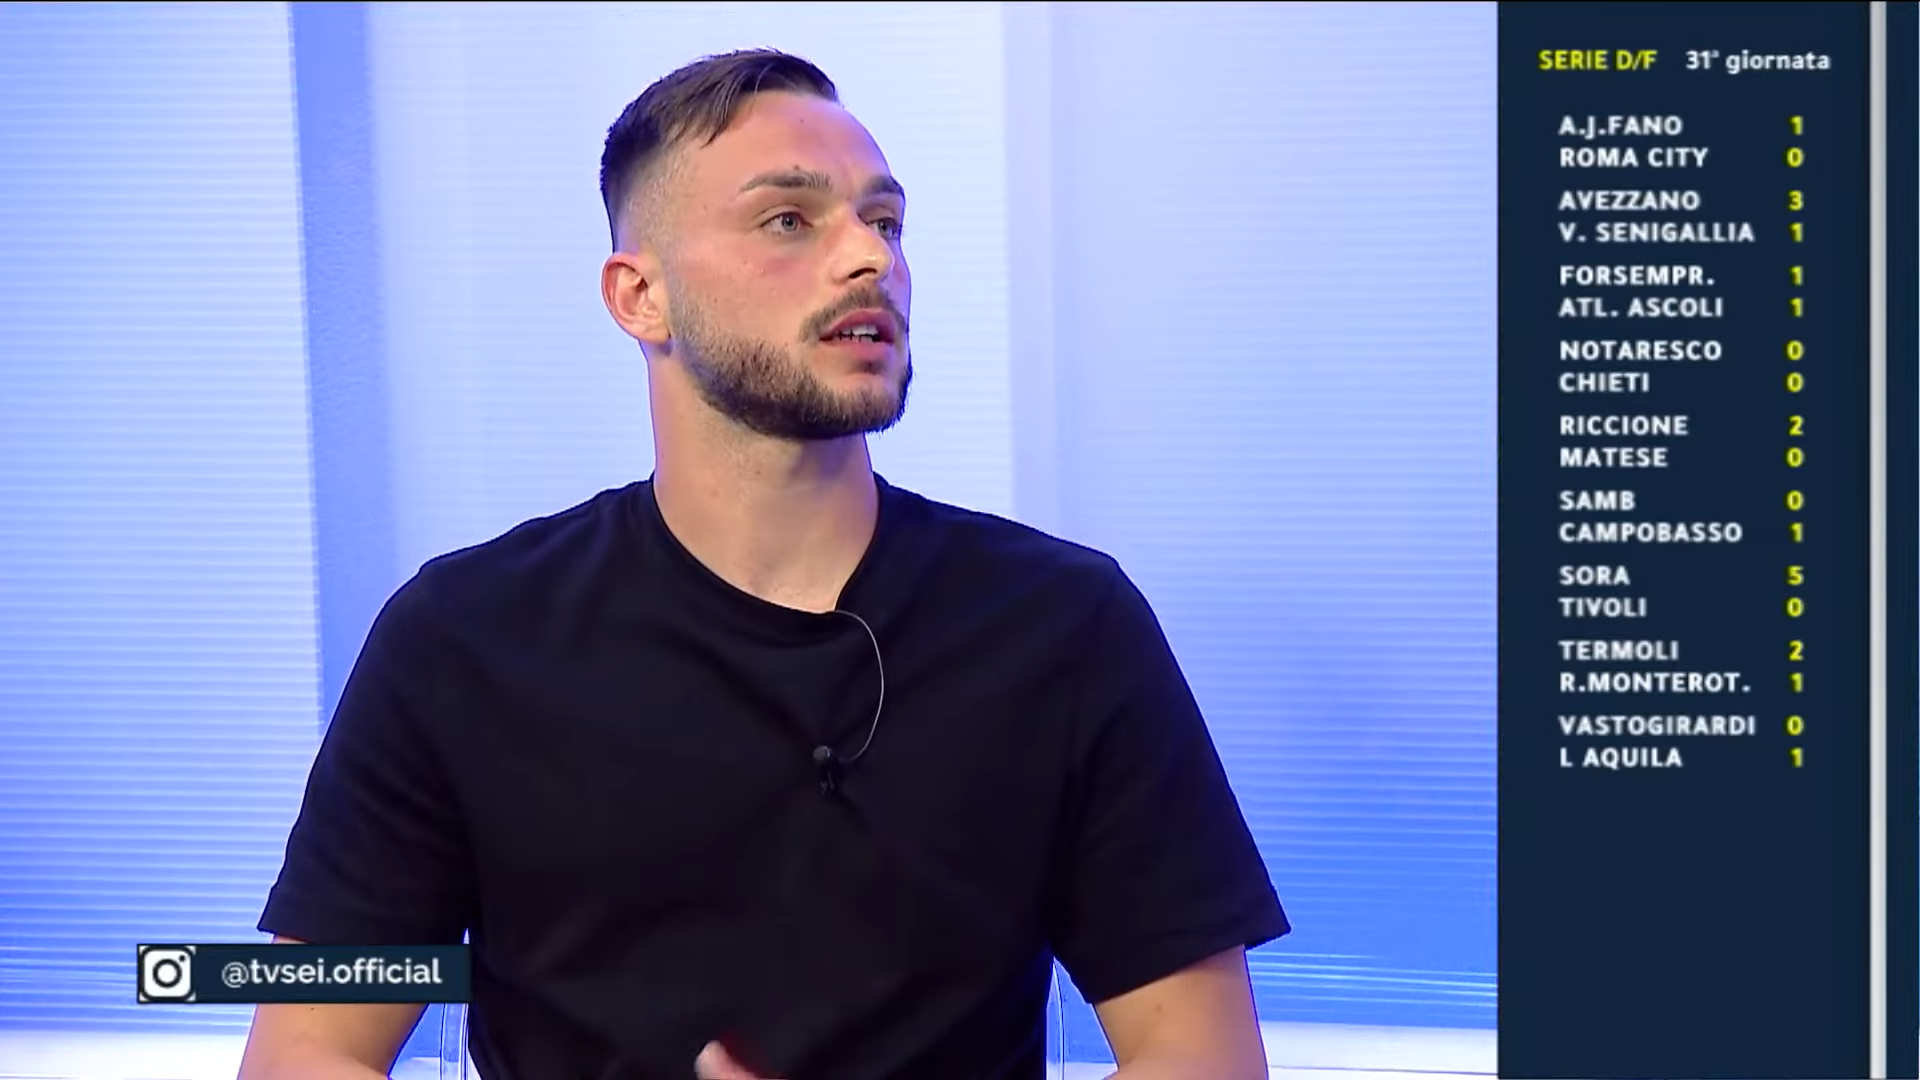 SERIE D/F 31ª giornata
A.J.FANO 1
ROMA CITY 0
AVEZZANO 3
V. SENIGALLIA 1
FORSEMPR. 1
ATL. ASCOLI 1
NOTARESCO 0
CHIETI 0
RICCIONE 2
MATESE 0
SAMB 0
CAMPOBASSO 1
SORA 5
TIVOLI 0
TERMOLI 2
R.MONTEROT. 1
VASTOGIRARDI 0
L AQUILA 1
@tvsei.official